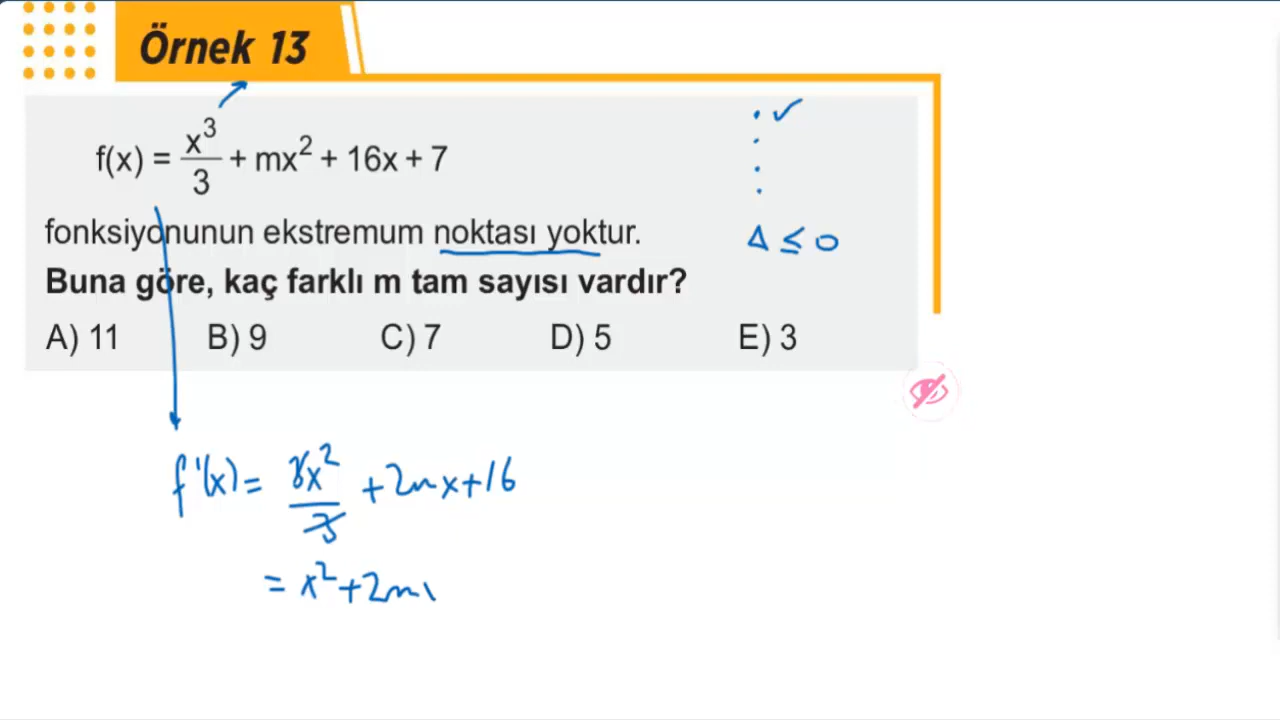 Örnek 13
f(x) = x³/3 + mx² + 16x + 7
fonksiyonunun ekstremum noktası yoktur.
Δ ≤ 0
Buna göre, kaç farklı m tam sayısı vardır?
A) 11 B) 9 C) 7 D) 5 E) 3
f'(x) = 3x²/3 + 2mx + 16
= x² + 2m